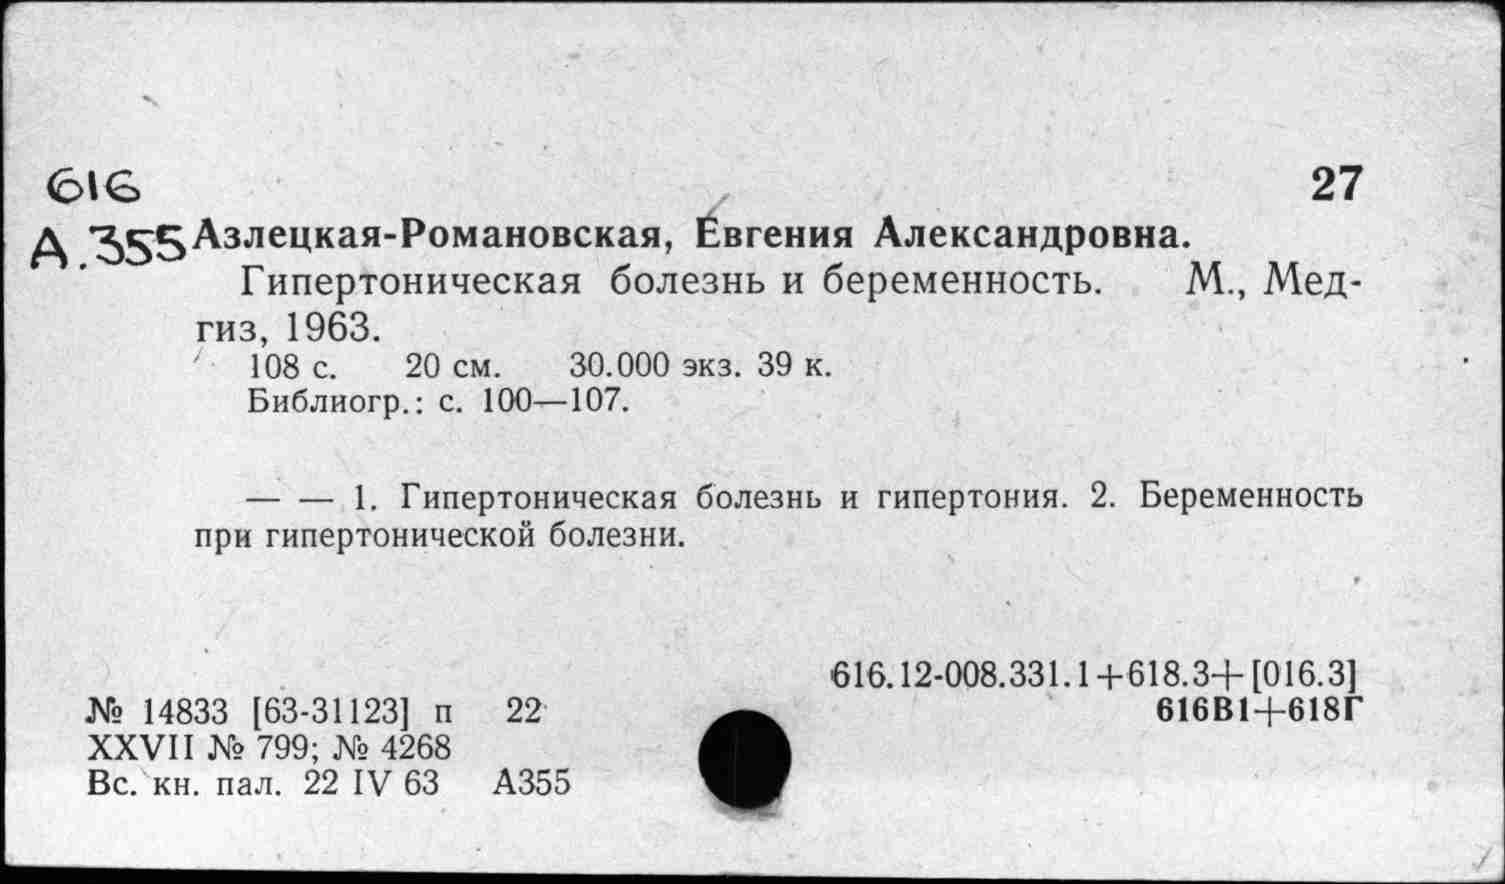 616
27
А.355 Азлецкая-Романовская, Евгения Александровна.
Гипертоническая болезнь и беременность. М., Мед-
гиз, 1963.
108 с. 20 см. 30.000 экз. 39 к.
Библиогр.: с. 100—107.
— — 1. Гипертоническая болезнь и гипертония. 2. Беременность
при гипертонической болезни.
616.12-008.331.1+618.3+[016.3]
№ 14833 [63-31123] п 22
616В1+618Г
XXVII № 799; № 4268
Вс. кн. пал. 22 IV 63 А355